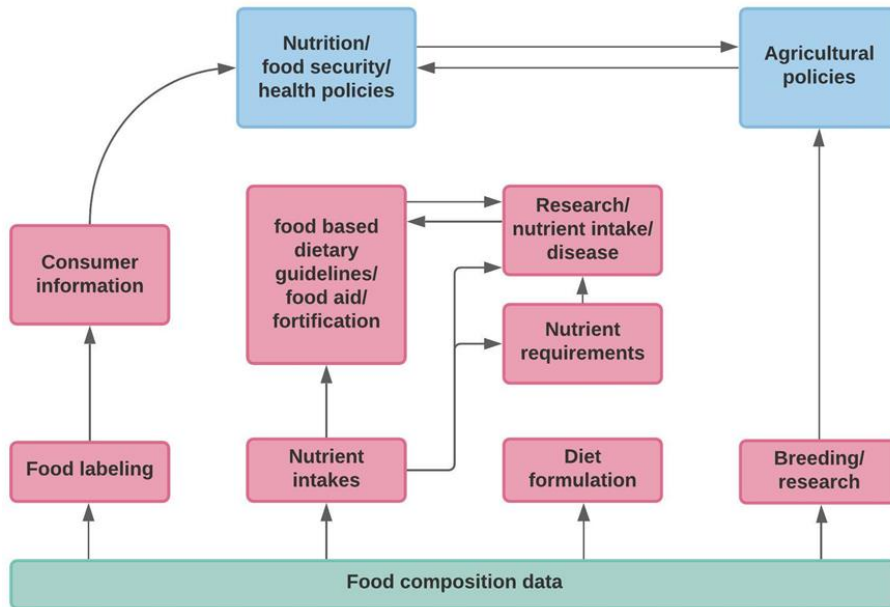 Nutrition/
food security/
health policies
Agricultural
policies
Consumer
information
food based
dietary
guidelines/
food aid/
fortification
Research/
nutrient intake/
disease
Nutrient
requirements
Food labeling
Nutrient
intakes
Diet
formulation
Breeding/
research
Food composition data